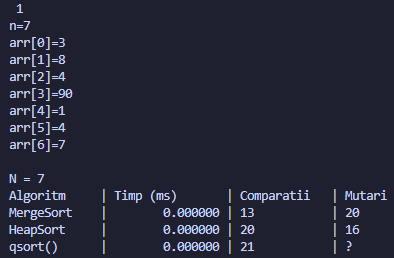 1
n=7
arr[0]=3
arr[1]=8
arr[2]=4
arr[3]=90
arr[4]=1
arr[5]=4
arr[6]=7
N = 7
Algoritm | Timp (ms) | Comparatii | Mutari
MergeSort | 0.000000 | 13 | 20
HeapSort | 0.000000 | 20 | 16
qsort() | 0.000000 | 21 | ?